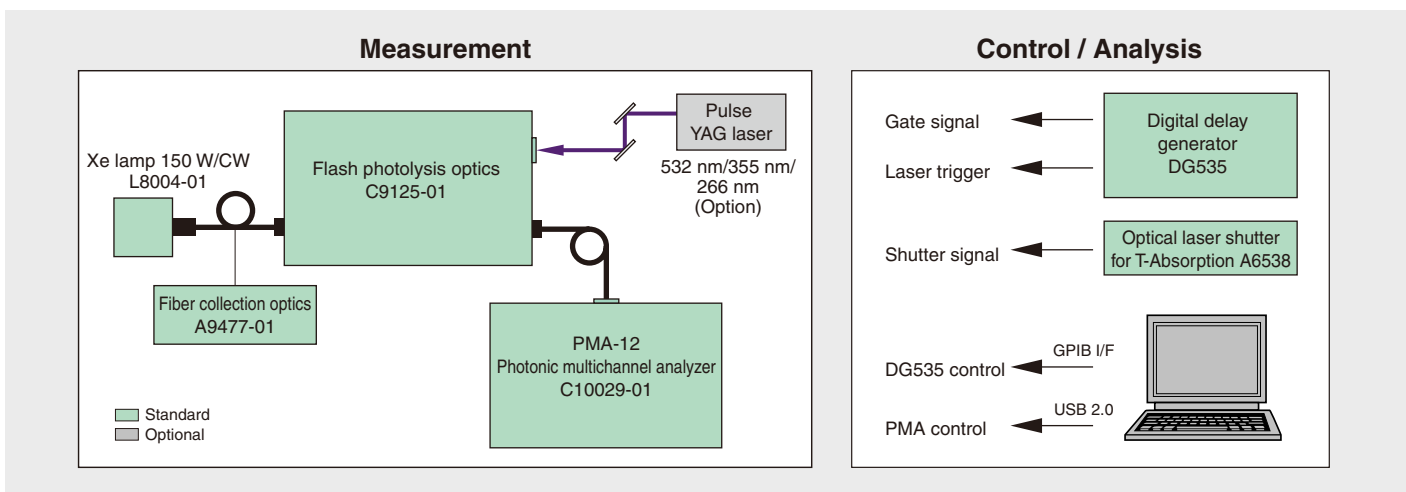 Measurement
Xe lamp 150 W/CW
L8004-01
Flash photolysis optics
C9125-01
Pulse
YAG laser
532 nm/355 nm/
266 nm
(Option)
Fiber collection optics
A9477-01
PMA-12
Photonic multichannel analyzer
C10029-01
Standard
Optional
Control / Analysis
Gate signal
Laser trigger
Digital delay
generator
DG535
Shutter signal
Optical laser shutter
for T-Absorption A6538
DG535 control
GPIB I/F
PMA control
USB 2.0